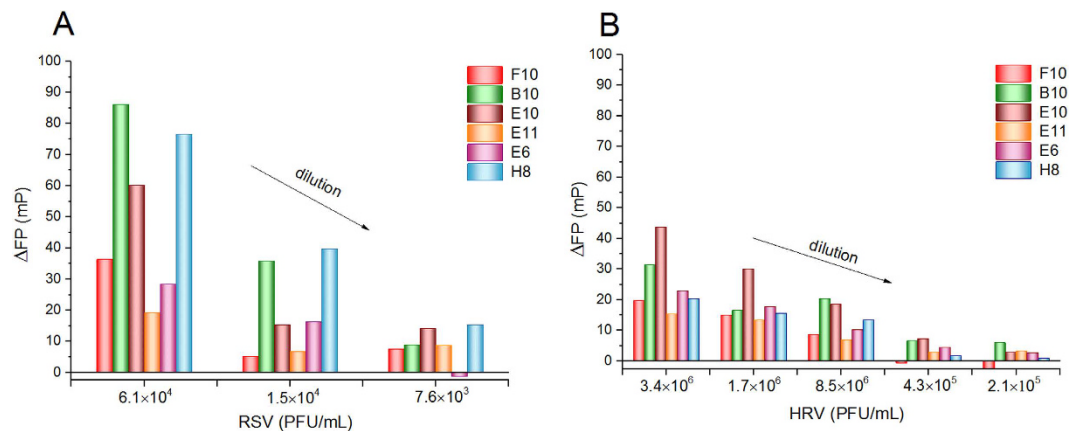 A
100
90
80
70
60
50
40
30
20
10
0
ΔFP (mP)
F10
B10
E10
E11
E6
H8
dilution
6.1×10⁴
1.5×10⁴
7.6×10³
RSV (PFU/mL)
B
100
90
80
70
60
50
40
30
20
10
0
ΔFP (mP)
F10
B10
E10
E11
E6
H8
dilution
3.4×10⁶
1.7×10⁶
8.5×10⁶
4.3×10⁵
2.1×10⁵
HRV (PFU/mL)